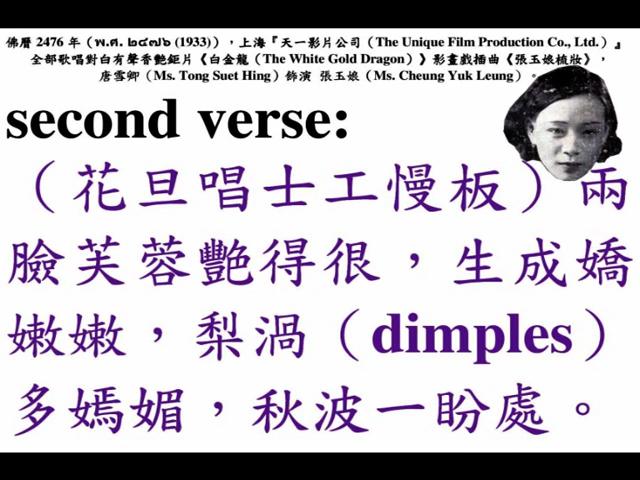 佛曆 2476 年（พ.ศ. ๒๔๗๖ (1933)），上海『天一影片公司（The Unique Film Production Co., Ltd.）』
全部歌唱對白有聲香艷鉅片《白金龍（The White Gold Dragon）》影畫戲插曲《張玉娘梳妝》，
唐雪卿（Ms. Tong Suet Hing）飾演 張玉娘（Ms. Cheung Yuk Leung）。
second verse:
（花旦唱士工慢板）兩
臉芙蓉艷得很，生成嬌
嫩嫩，梨渦（dimples）
多嫣媚，秋波一盼處。